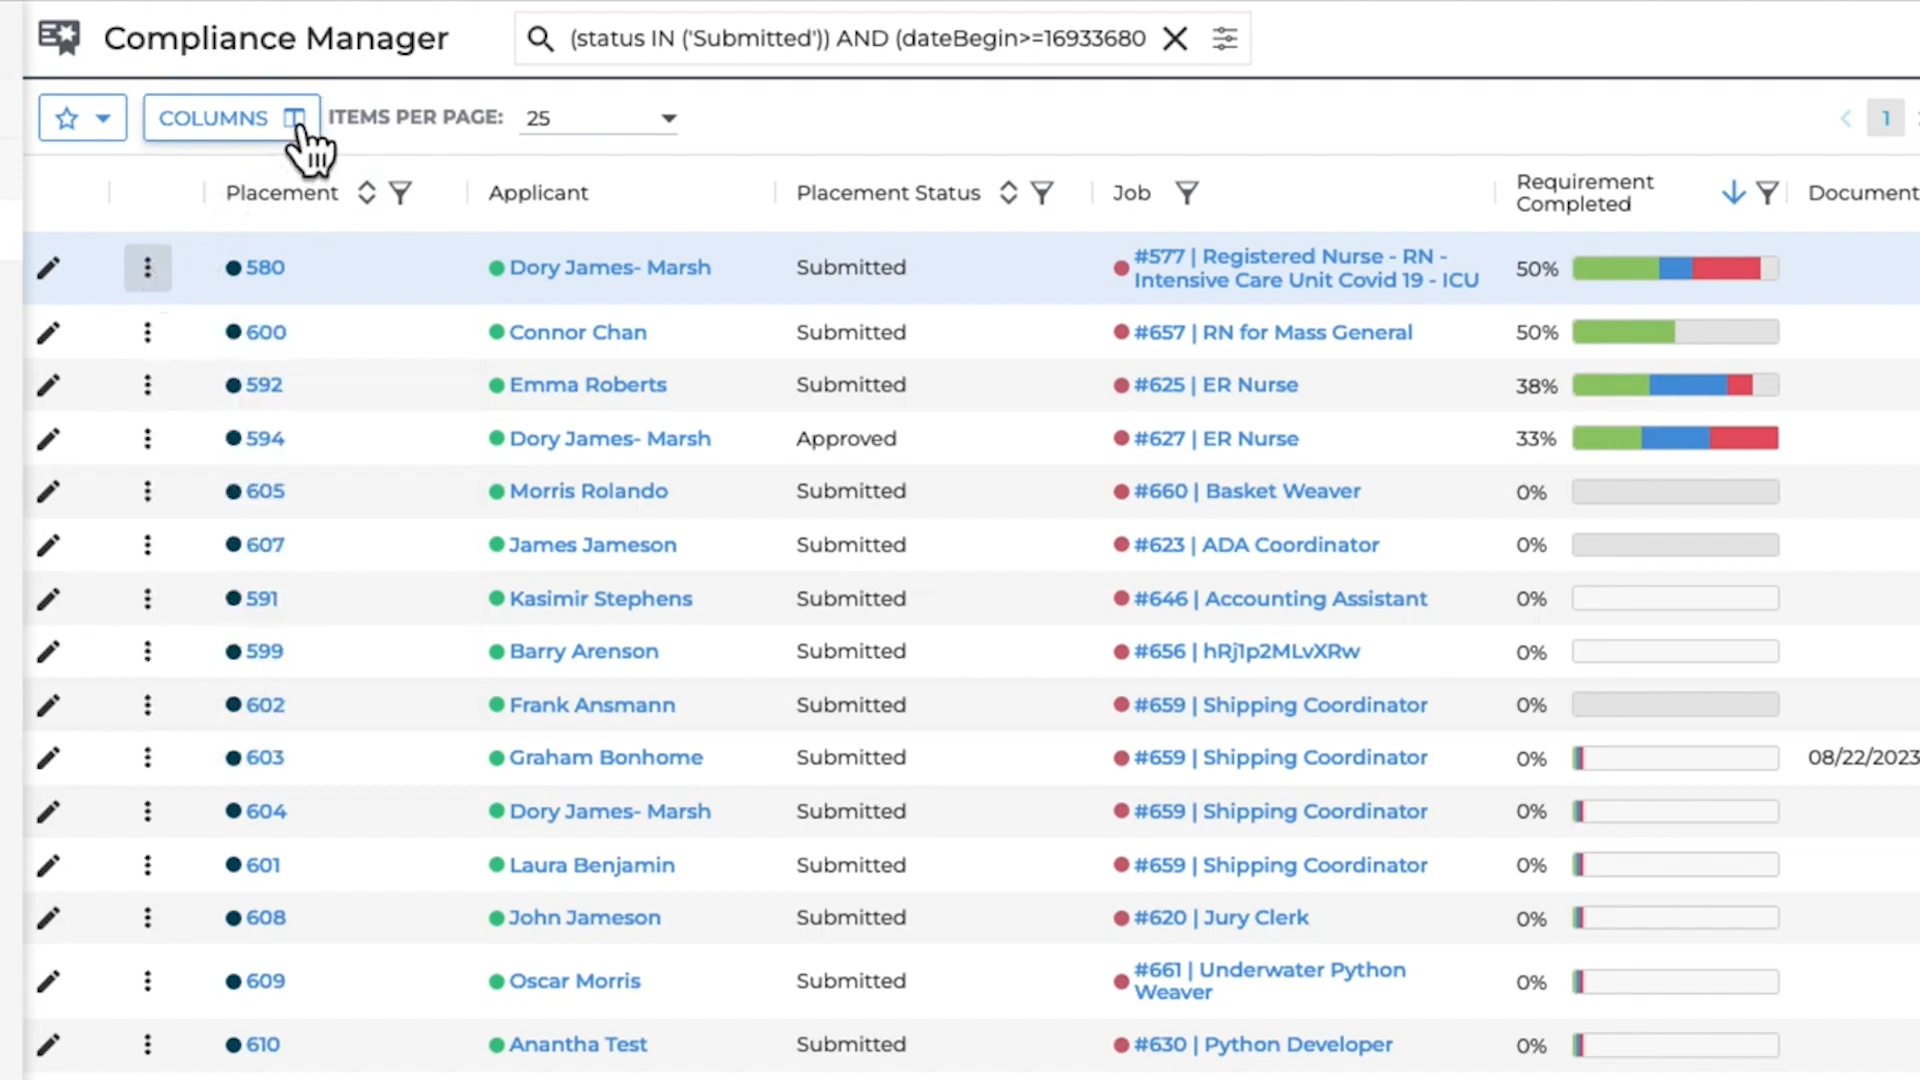 Compliance Manager
(status IN ('Submitted')) AND (dateBegin>=16933680
COLUMNS ITEMS PER PAGE: 25
1
Placement Applicant Placement Status Job Requirement Completed Document
580 Dory James- Marsh Submitted #577 | Registered Nurse - RN -
Intensive Care Unit Covid 19 - ICU 50%
600 Connor Chan Submitted #657 | RN for Mass General 50%
592 Emma Roberts Submitted #625 | ER Nurse 38%
594 Dory James- Marsh Approved #627 | ER Nurse 33%
605 Morris Rolando Submitted #660 | Basket Weaver 0%
607 James Jameson Submitted #623 | ADA Coordinator 0%
591 Kasimir Stephens Submitted #646 | Accounting Assistant 0%
599 Barry Arenson Submitted #656 | hRj1p2MLvXRw 0%
602 Frank Ansmann Submitted #659 | Shipping Coordinator 0%
603 Graham Bonhome Submitted #659 | Shipping Coordinator 0% 08/22/2023
604 Dory James- Marsh Submitted #659 | Shipping Coordinator 0%
601 Laura Benjamin Submitted #659 | Shipping Coordinator 0%
608 John Jameson Submitted #620 | Jury Clerk 0%
609 Oscar Morris Submitted #661 | Underwater Python
Weaver 0%
610 Anantha Test Submitted #630 | Python Developer 0%